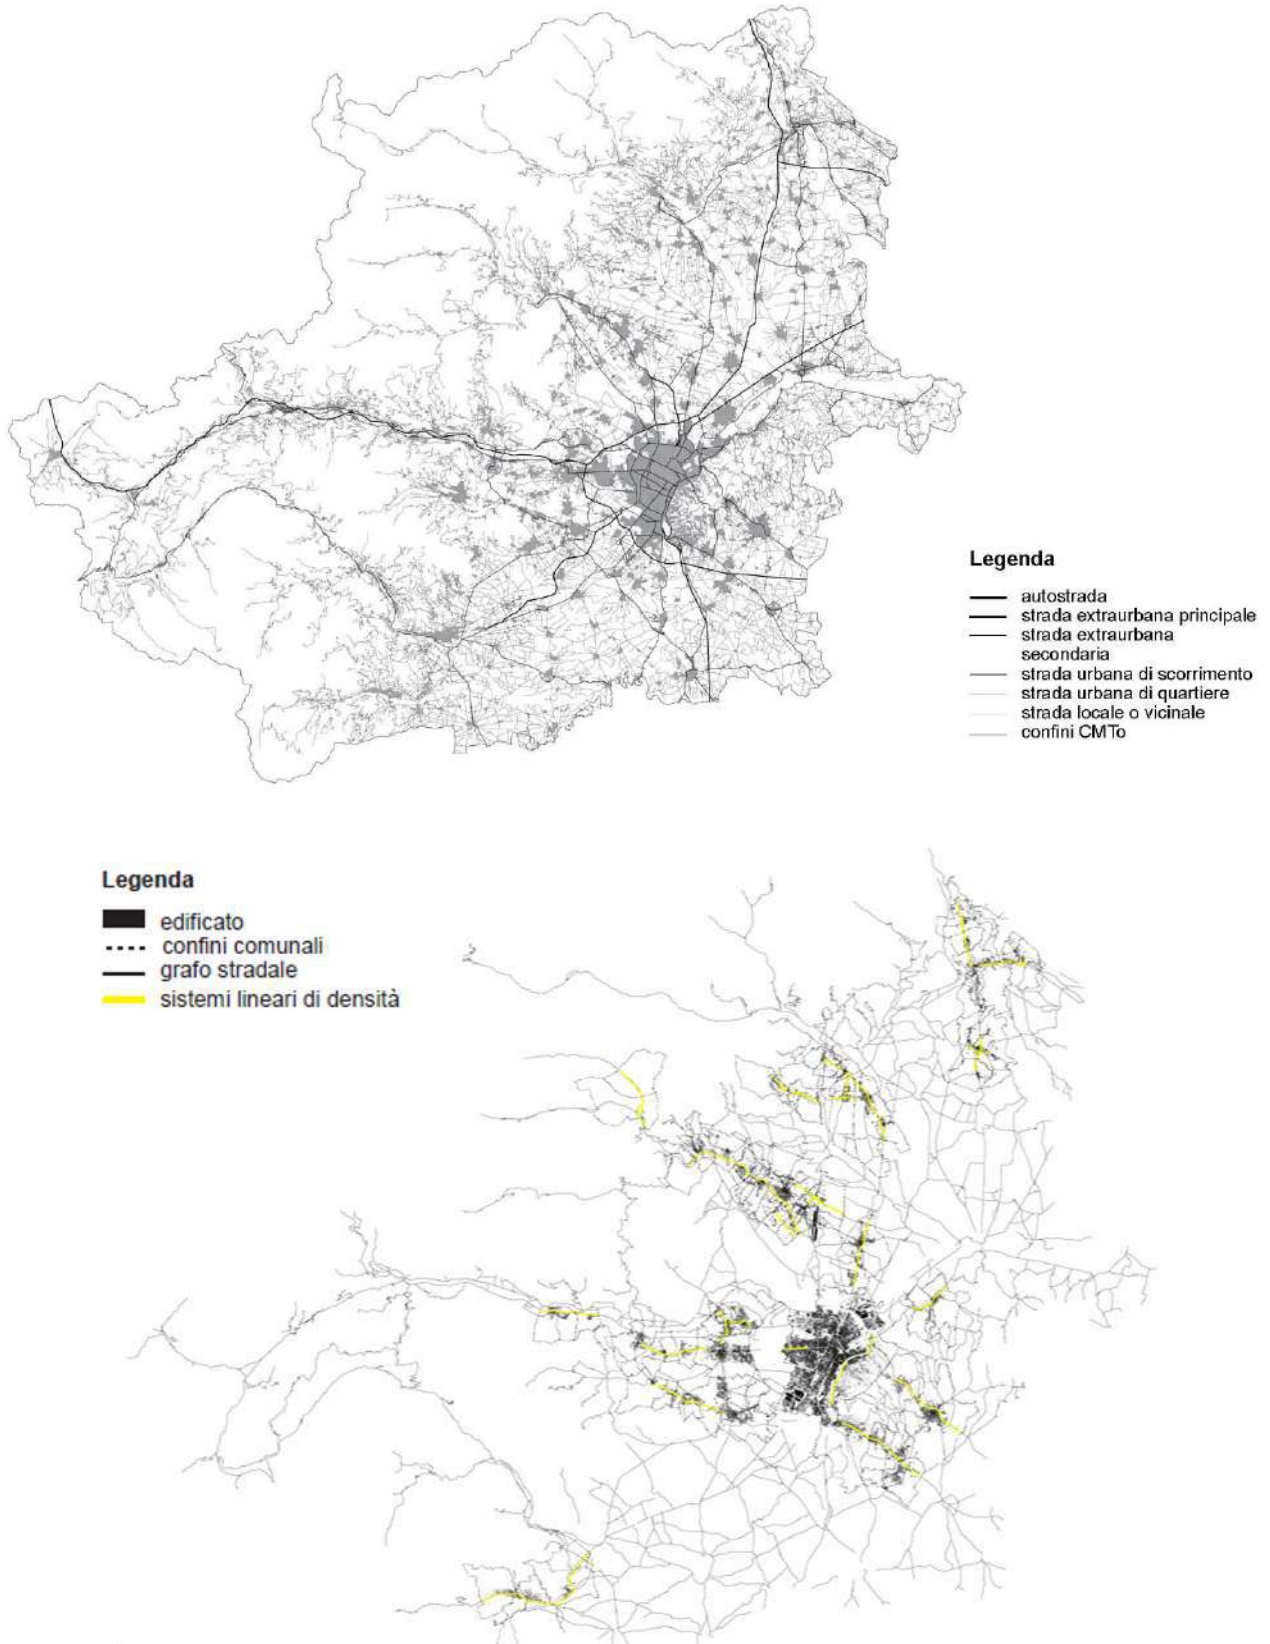 Legenda
autostrada
strada extraurbana principale
strada extraurbana
secondaria
strada urbana di scorrimento
strada urbana di quartiere
strada locale o vicinale
confini CMTo
Legenda
edificato
confini comunali
grafo stradale
sistemi lineari di densità